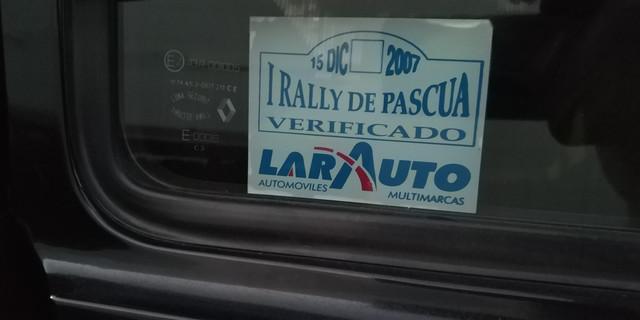 15 DIC 2007
I RALLY DE PASCUA
VERIFICADO
LARAUTO
AUTOMOVILES
MULTIMARCAS